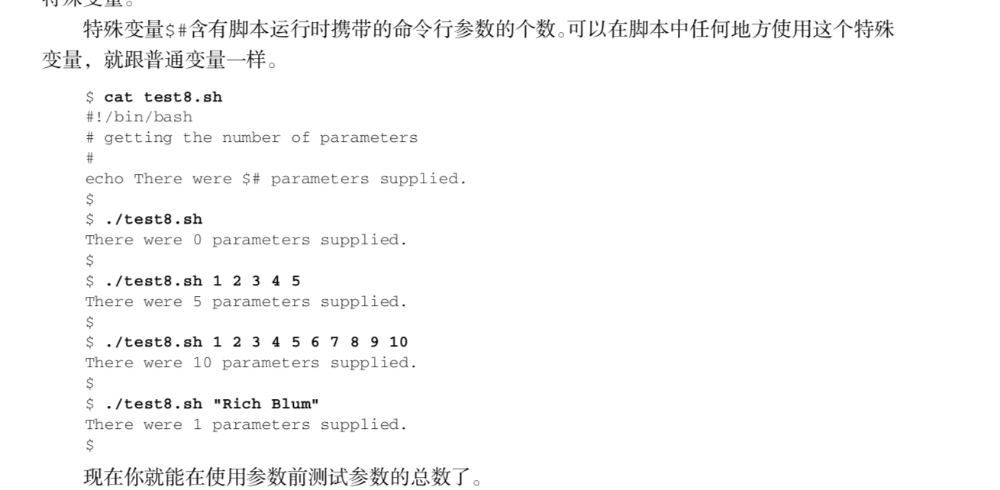 特殊变量。
特殊变量$#含有脚本运行时携带的命令行参数的个数。可以在脚本中任何地方使用这个特殊
变量，就跟普通变量一样。
$ cat test8.sh
#!/bin/bash
# getting the number of parameters
#
echo There were $# parameters supplied.
$
$ ./test8.sh
There were 0 parameters supplied.
$
$ ./test8.sh 1 2 3 4 5
There were 5 parameters supplied.
$
$ ./test8.sh 1 2 3 4 5 6 7 8 9 10
There were 10 parameters supplied.
$
$ ./test8.sh "Rich Blum"
There were 1 parameters supplied.
$
现在你就能在使用参数前测试参数的总数了。